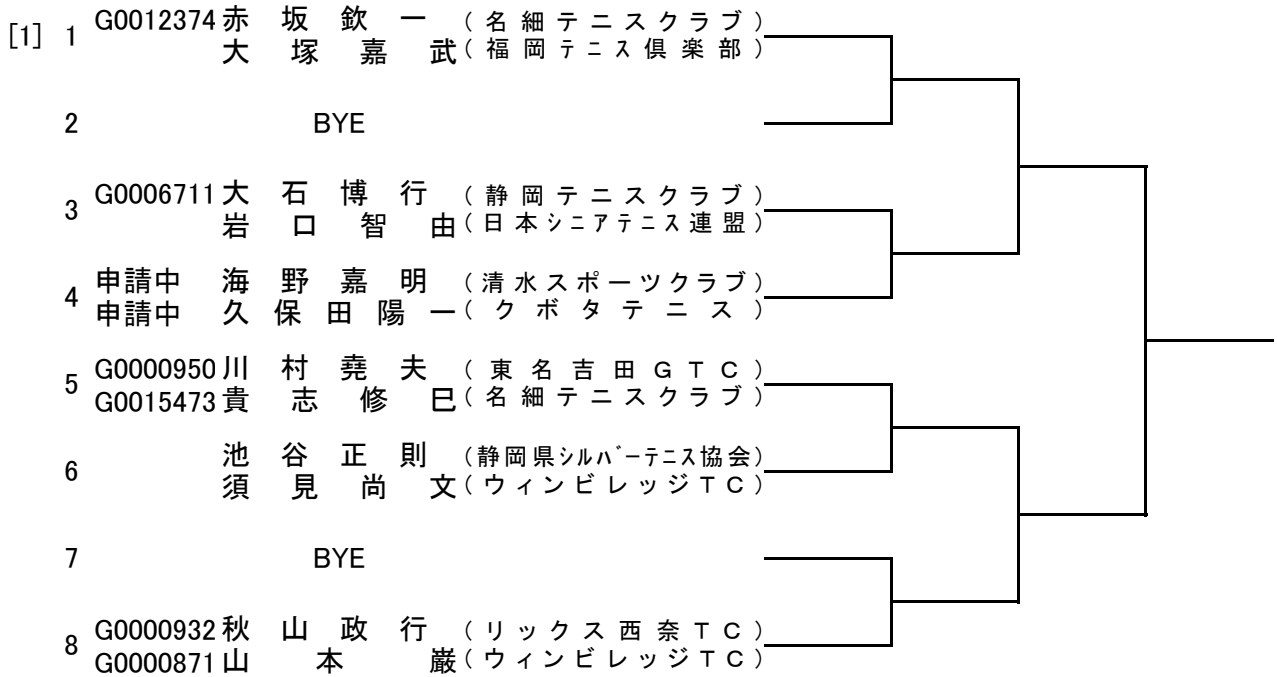 [1] 1 G0012374 赤坂欽一 (名細テニスクラブ)
大塚嘉武 (福岡テニス倶楽部)
2 BYE
3 G0006711 大石博行 (静岡テニスクラブ)
岩口智由 (日本シニアテニス連盟)
4 申請中 海野嘉明 (清水スポーツクラブ)
申請中 久保田陽一 (クボタテニス)
5 G0000950 川村堯夫 (東名吉田GTC)
G0015473 貴志修巳 (名細テニスクラブ)
6 池谷正則 (静岡県シルバーテニス協会)
須見尚文 (ウィンビレッジTC)
7 BYE
8 G0000932 秋山政行 (リックス西奈TC)
G0000871 山本巌 (ウィンビレッジTC)